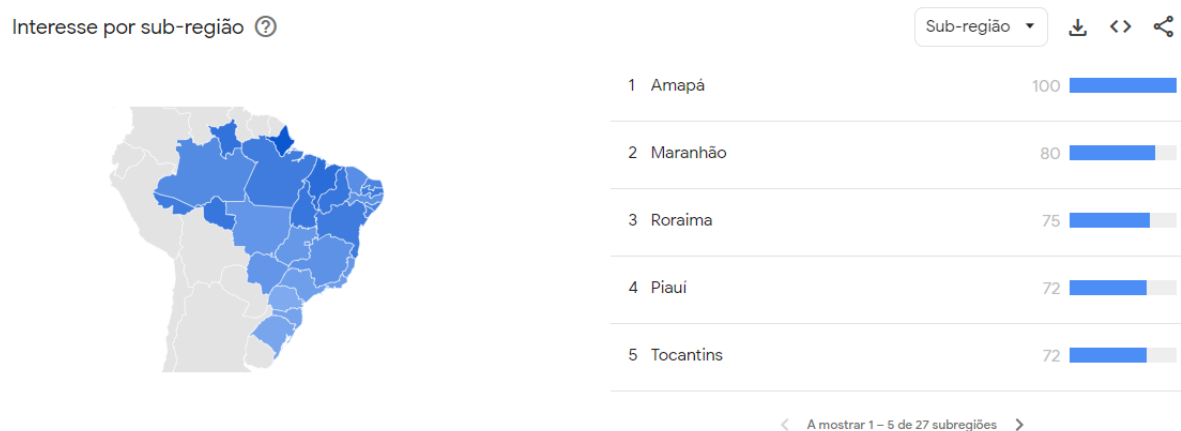 Interesse por sub-região ?
Sub-região
1 Amapá 100
2 Maranhão 80
3 Roraima 75
4 Piauí 72
5 Tocantins 72
A mostrar 1 – 5 de 27 subregiões